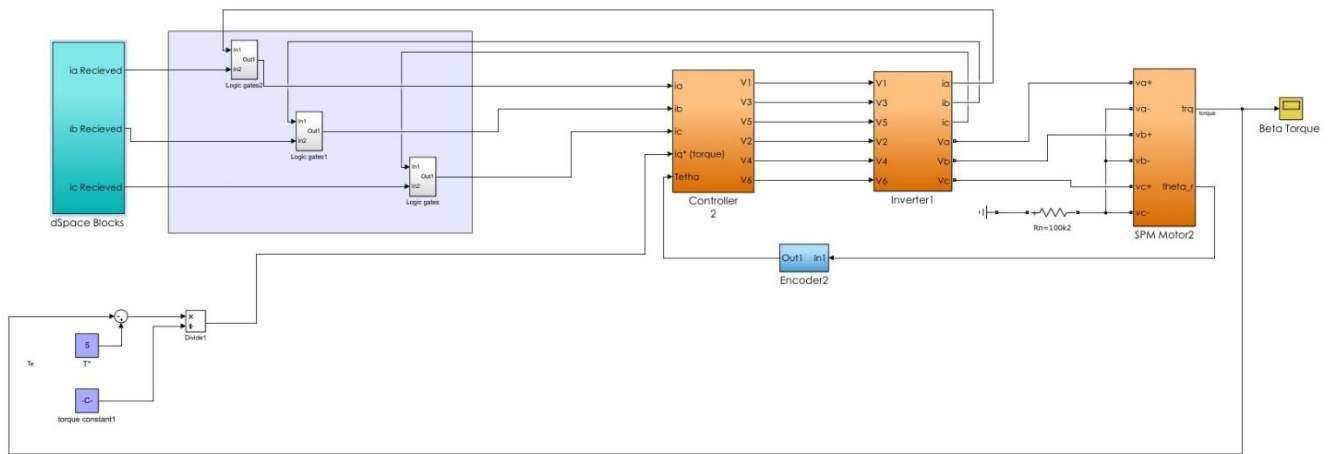 ia Recieved
ib Recieved
ic Recieved
dSpace Blocks
In1
In2
Out1
Logic gates2
In1
In2
Out1
Logic gates1
In1
In2
Out1
Logic gates
ia
ib
ic
iq* (torque)
Tetha
V1
V3
V5
V2
V4
V6
Controller
2
V1
V3
V5
V2
V4
V6
ia
ib
ic
Va
Vb
Vc
Inverter1
va+
va-
vb+
vb-
vc+
vc-
trq
theta_r
SPM Motor2
torque
Beta Torque
Rn=100k2
Out1
In1
Encoder2
Divide1
5
T*
Te
-C-
torque constant1